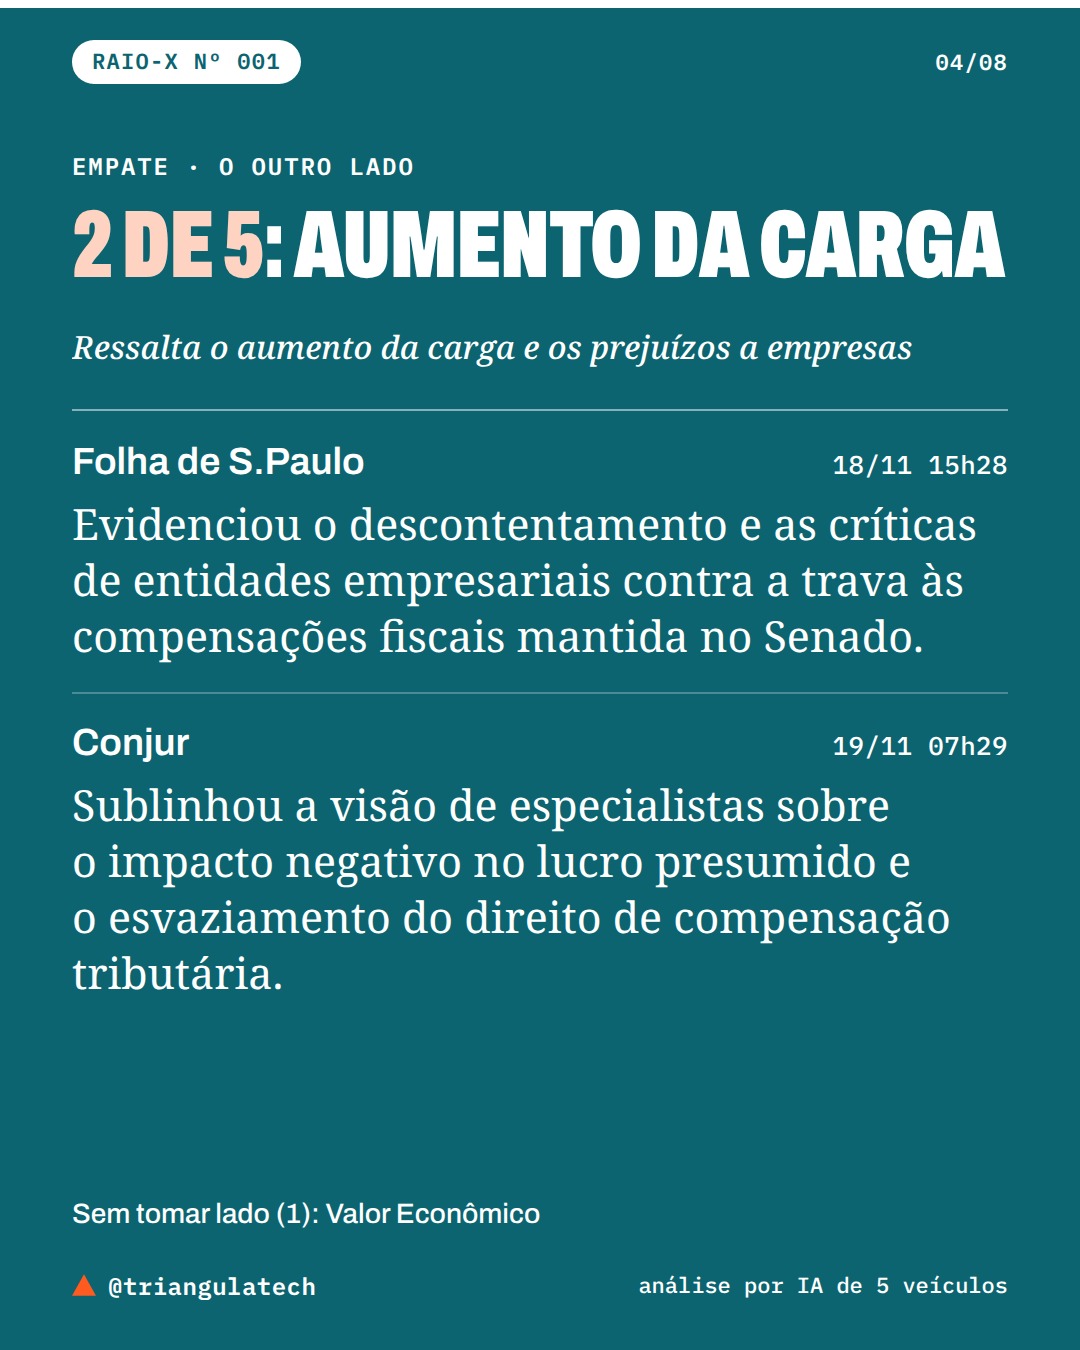 RAIO-X Nº 001
04/08
EMPATE · O OUTRO LADO
2 DE 5: AUMENTO DA CARGA
Ressalta o aumento da carga e os prejuízos a empresas
Folha de S.Paulo
18/11 15h28
Evidenciou o descontentamento e as críticas
de entidades empresariais contra a trava às
compensações fiscais mantida no Senado.
Conjur
19/11 07h29
Sublinhou a visão de especialistas sobre
o impacto negativo no lucro presumido e
o esvaziamento do direito de compensação
tributária.
Sem tomar lado (1): Valor Econômico
@triangulatech
análise por IA de 5 veículos